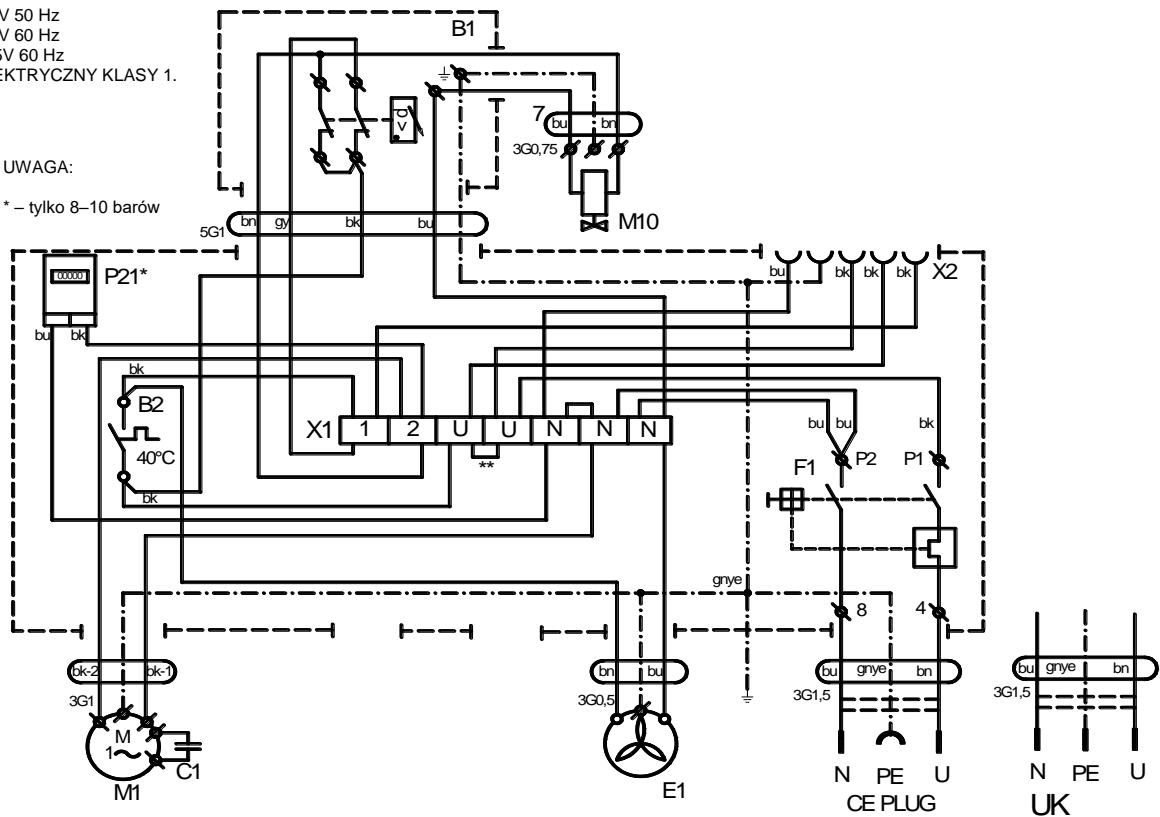 V 50 Hz
V 60 Hz
5V 60 Hz
EKTRYCZNY KLASY 1.
B1
7
bu bn
3G0,75
UWAGA:
* – tylko 8–10 barów
M10
bn gy bk bu
5G1
P21*
bu bk bk bk
X2
bu bk
bk
B2
40°C
bk
X1 1 2 U U N N N
**
bu bu bk
F1 P2 P1
gnye
8 4
bk-2 bk-1
3G1
bn bu
3G0,5
bu gnye bn
3G1,5
bu gnye bn
3G1,5
M
1
C1
M1
E1
N PE U
CE PLUG
N PE U
UK